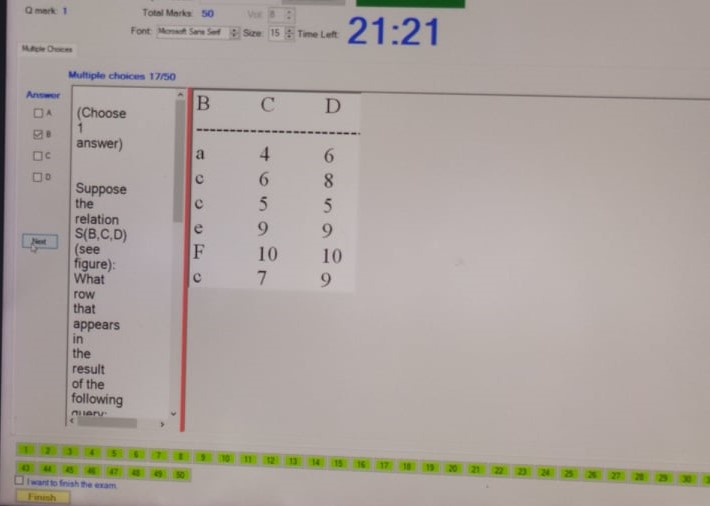 Q mark: 1
Total Marks: 50
Vol: 8
Font: Microsoft Sans Serif Size: 15 Time Left: 21:21
Multiple Choices
Multiple choices 17/50
Answer
A
B
C
D
Next
(Choose
1
answer)
Suppose
the
relation
S(B,C,D)
(see
figure):
What
row
that
appears
in
the
result
of the
following
query:
B C D
--------------------
a 4 6
c 6 8
c 5 5
e 9 9
F 10 10
c 7 9
1 2 3 4 5 6 7 8 9 10 11 12 13 14 15 16 17 18 19 20 21 22 23 24 25 26 27 28 29 30
43 44 45 46 47 48 49 50
I want to finish the exam.
Finish